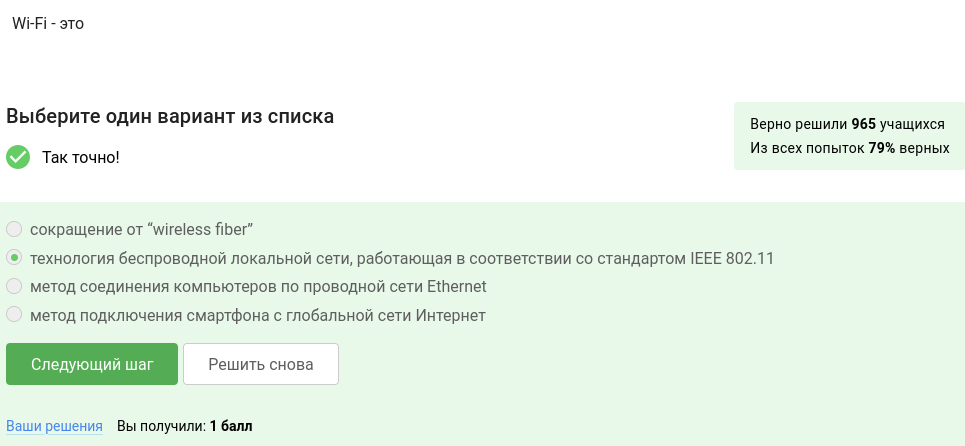 Wi-Fi - это
Выберите один вариант из списка
Так точно!
Верно решили 965 учащихся
Из всех попыток 79% верных
сокращение от “wireless fiber”
технология беспроводной локальной сети, работающая в соответствии со стандартом IEEE 802.11
метод соединения компьютеров по проводной сети Ethernet
метод подключения смартфона с глобальной сети Интернет
Следующий шаг
Решить снова
Ваши решения Вы получили: 1 балл